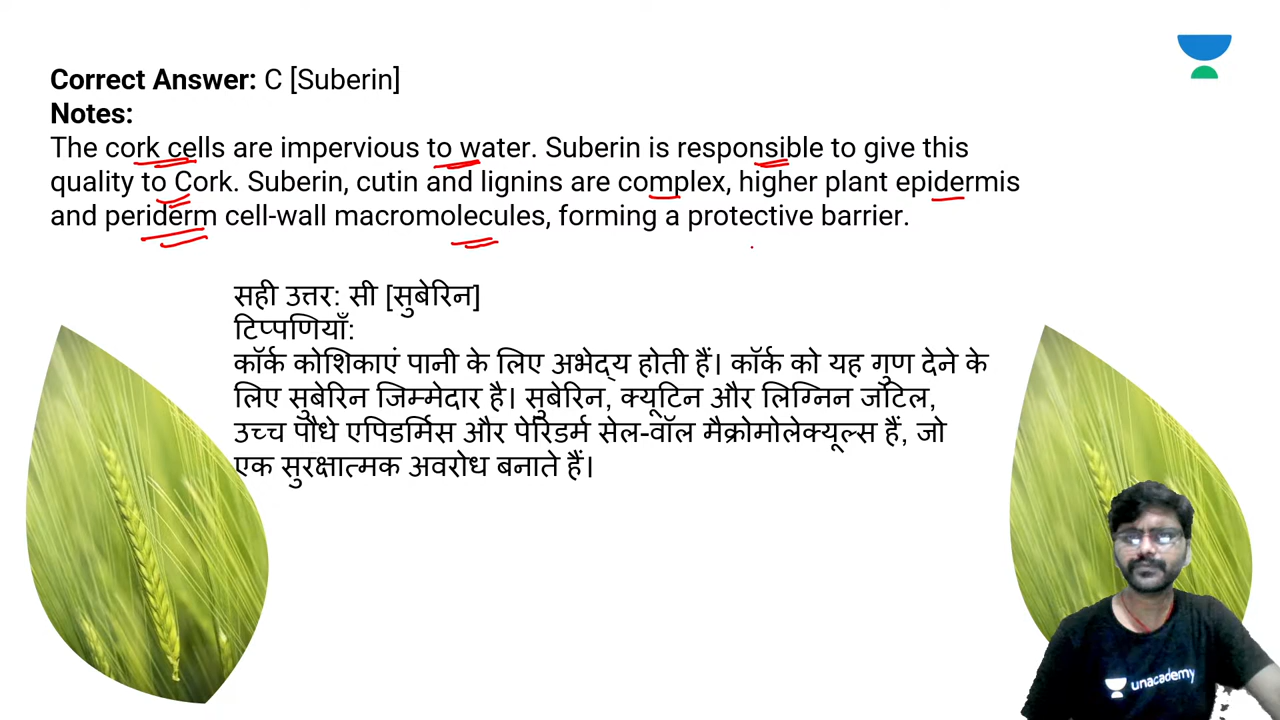 Correct Answer: C [Suberin]
Notes:
The cork cells are impervious to water. Suberin is responsible to give this
quality to Cork. Suberin, cutin and lignins are complex, higher plant epidermis
and periderm cell-wall macromolecules, forming a protective barrier.
सही उत्तर: सी [सुबेरिन]
टिप्पणियाँ:
कॉर्क कोशिकाएं पानी के लिए अभेद्य होती हैं। कॉर्क को यह गुण देने के
लिए सुबेरिन जिम्मेदार है। सुबेरिन, क्यूटिन और लिग्निन जटिल,
उच्च पौधे एपिडर्मिस और पेरिडर्म सेल-वॉल मैक्रोमोलेक्यूल्स हैं, जो
एक सुरक्षात्मक अवरोध बनाते हैं।
unacademy